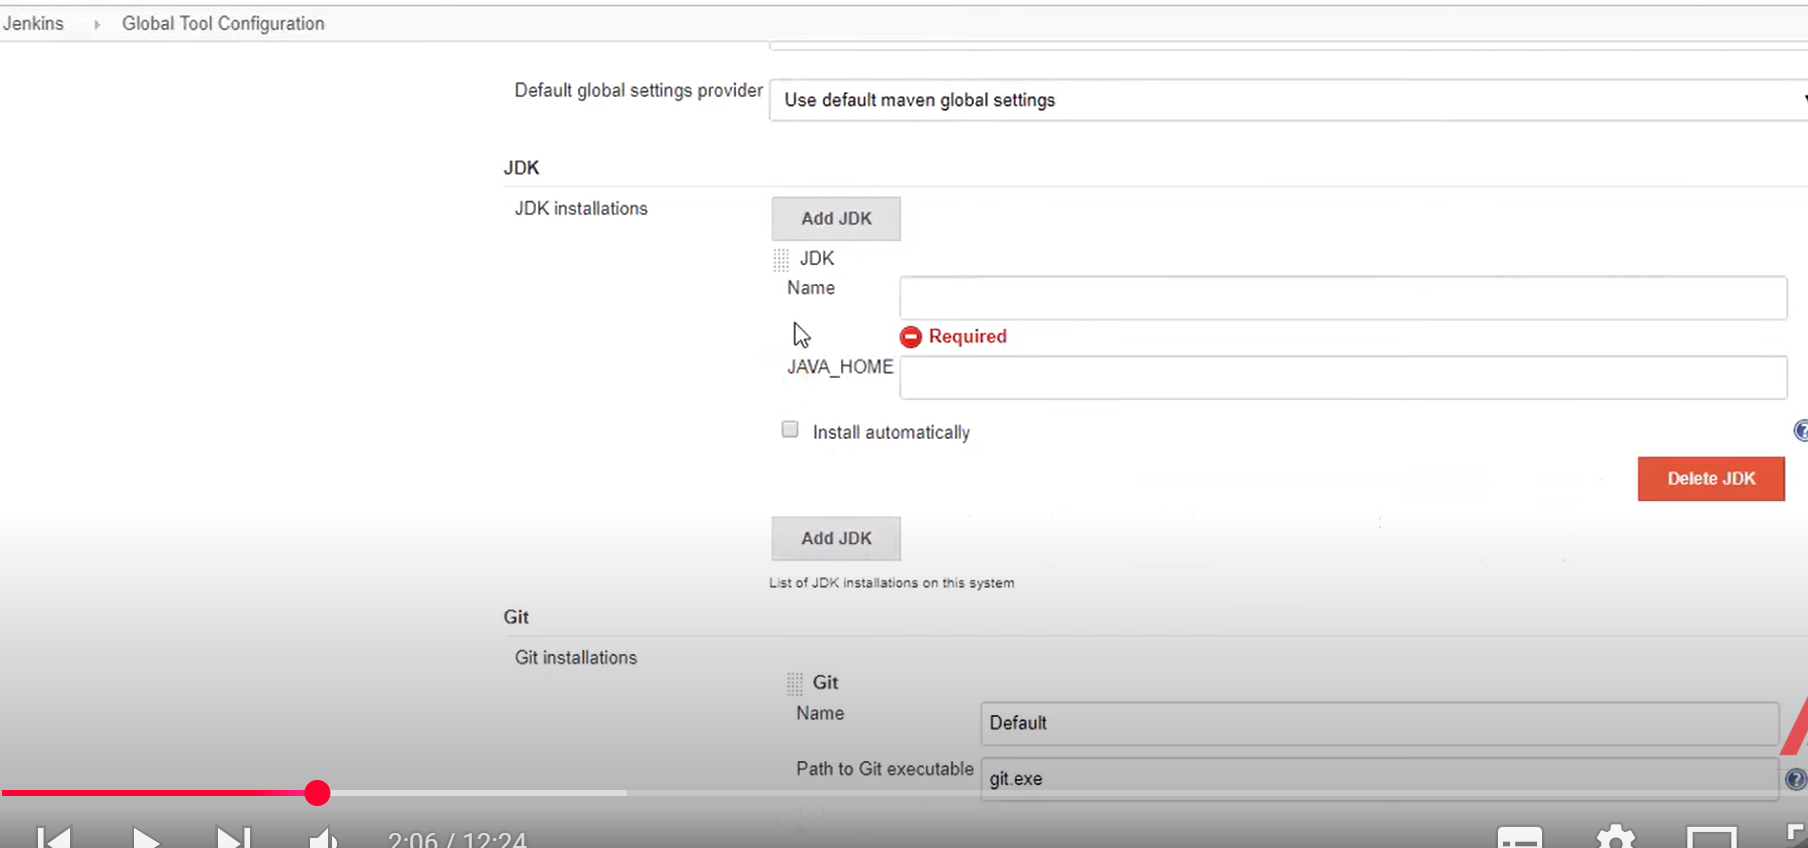 Jenkins Global Tool Configuration
Default global settings provider Use default maven global settings
JDK
JDK installations Add JDK
JDK
Name
Required
JAVA_HOME
Install automatically
Delete JDK
Add JDK
List of JDK installations on this system
Git
Git installations
Git
Name Default
Path to Git executable git.exe
2:06 / 12:24